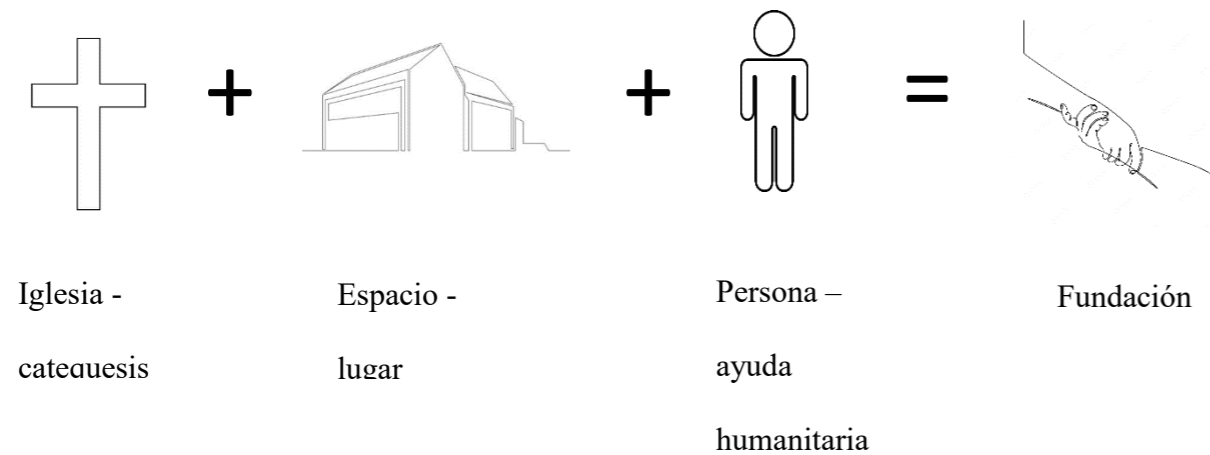 + + =
Iglesia -
catequesis
Espacio -
lugar
Persona –
ayuda
humanitaria
Fundación